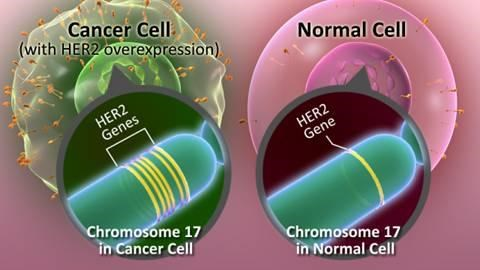 Cancer Cell
(with HER2 overexpression)
HER2
Genes
Chromosome 17
in Cancer Cell
Normal Cell
HER2
Gene
Chromosome 17
in Normal Cell